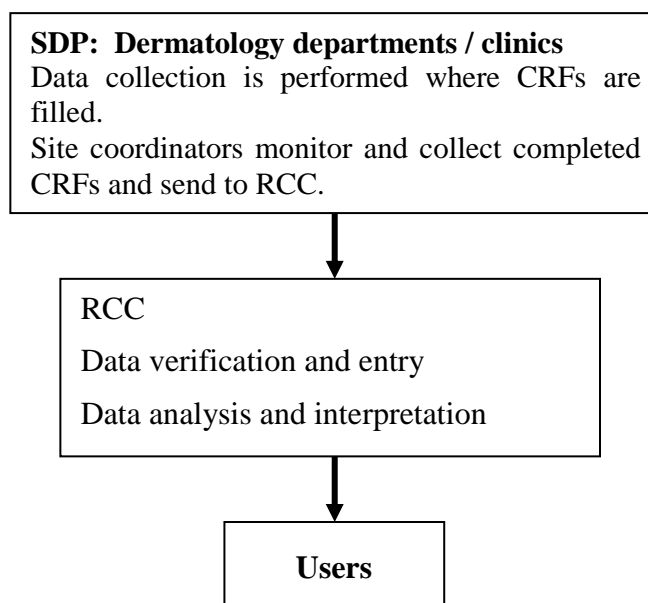 SDP: Dermatology departments / clinics
Data collection is performed where CRFs are
filled.
Site coordinators monitor and collect completed
CRFs and send to RCC.
RCC
Data verification and entry
Data analysis and interpretation
Users